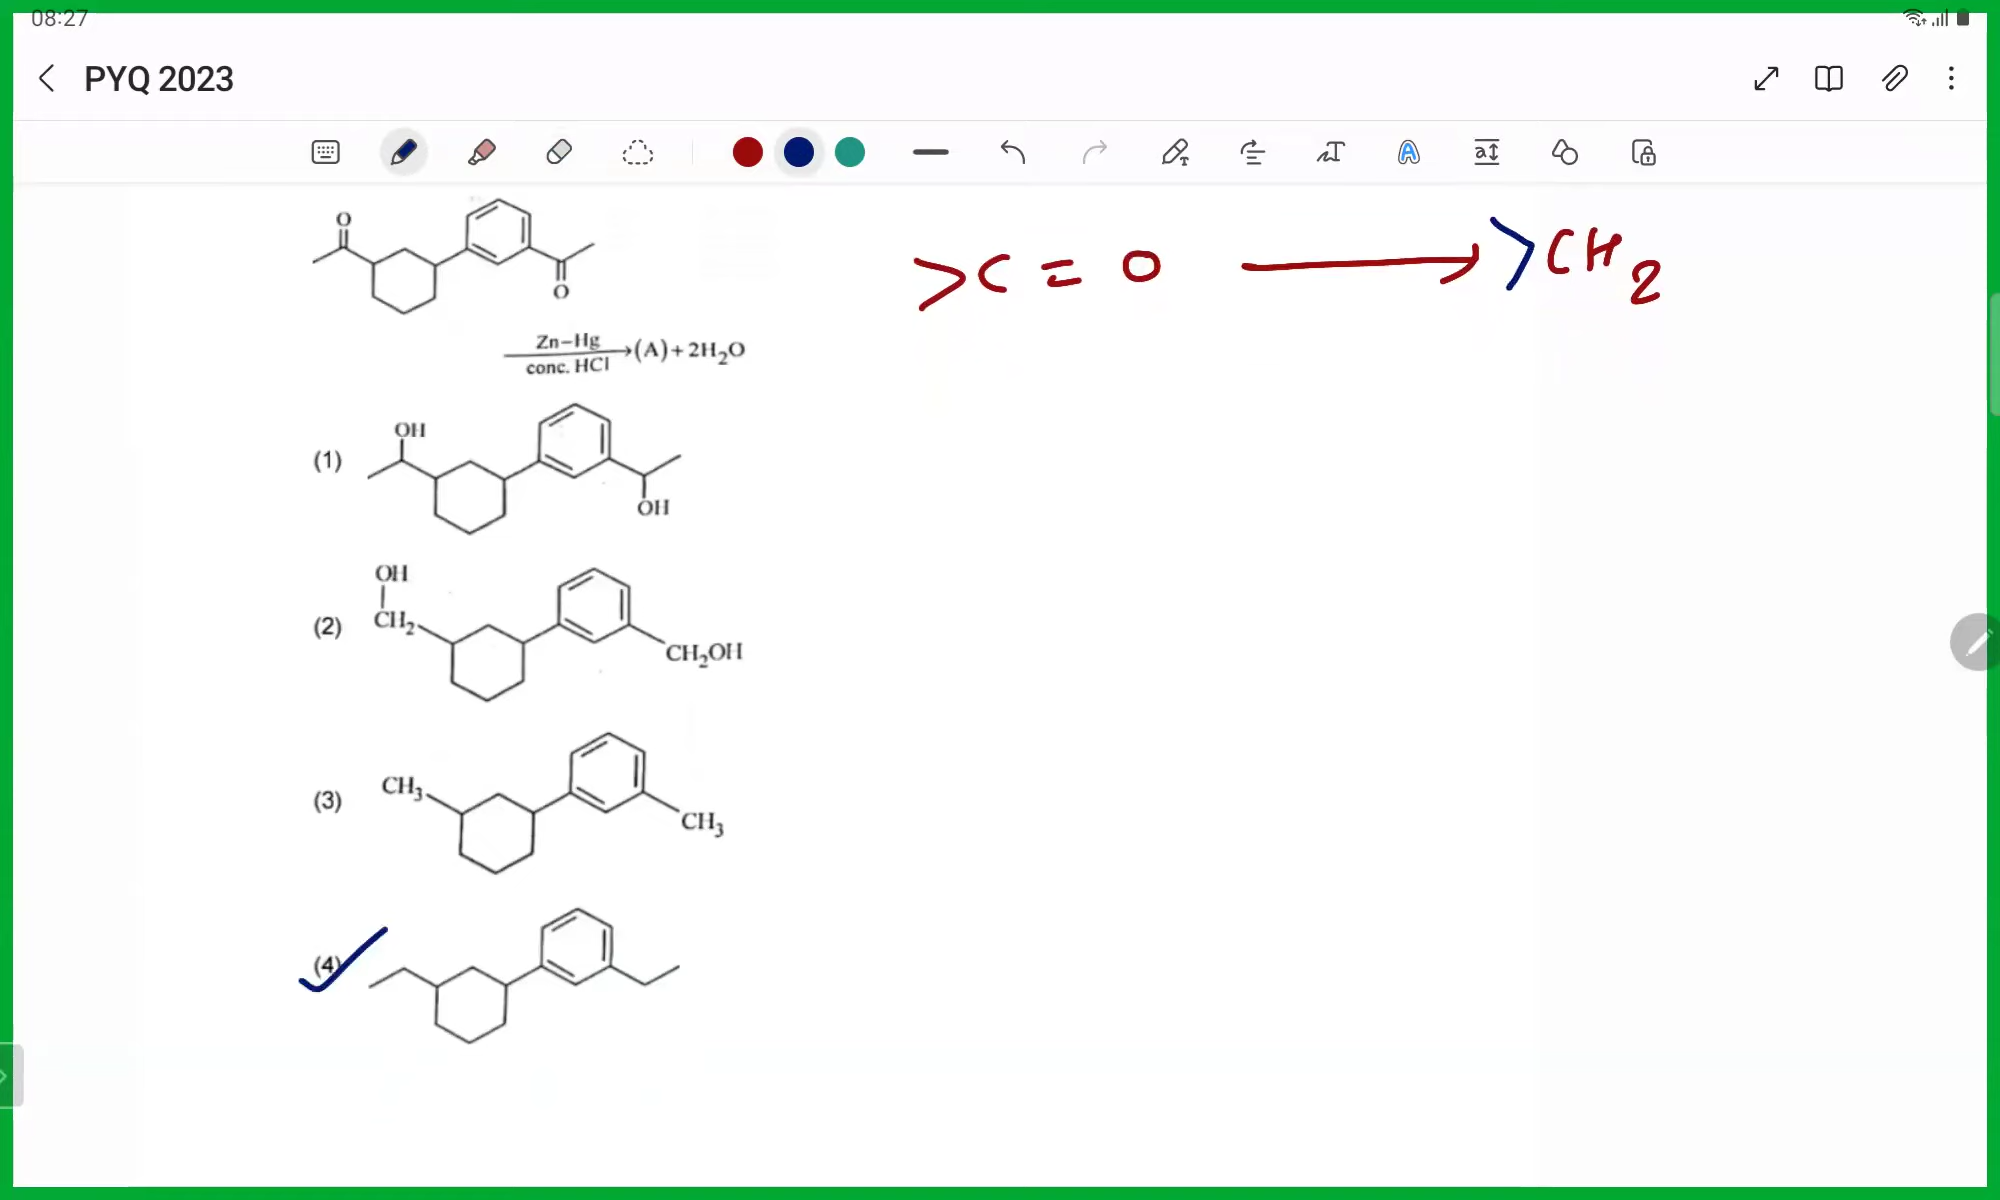 08:27
PYQ 2023
O
O
>C = O → >CH2
Zn–Hg
conc. HCl
→(A) + 2H₂O
(1)
OH
OH
(2)
OH
CH₂
CH₂OH
(3)
CH₃
CH₃
(4)